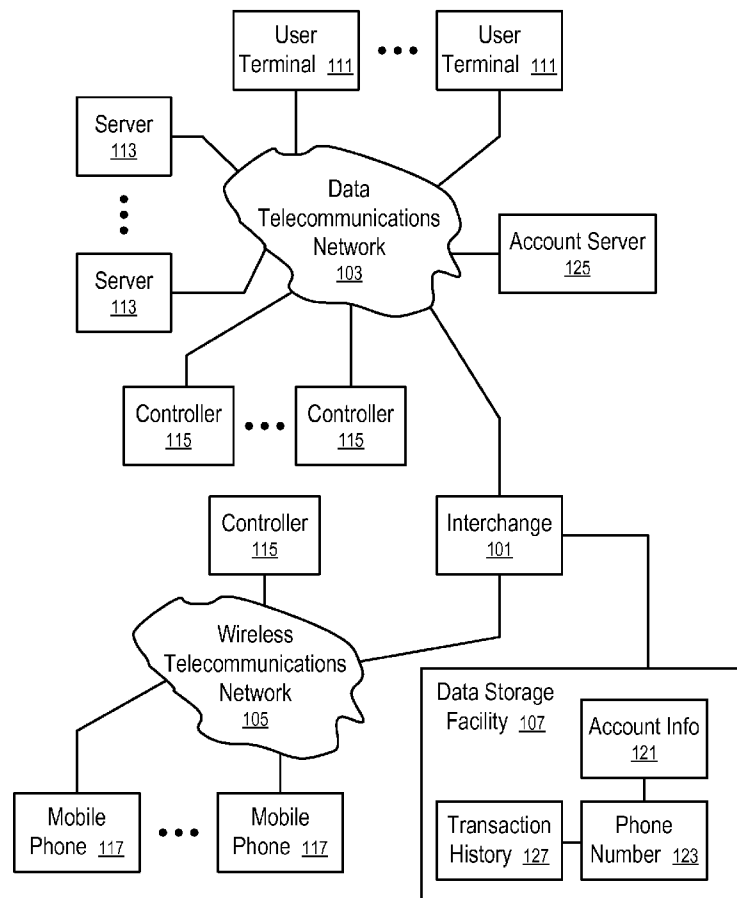 User
Terminal 111
User
Terminal 111
Server
113
Server
113
Data
Telecommunications
Network
103
Account Server
125
Controller
115
Controller
115
Controller
115
Interchange
101
Wireless
Telecommunications
Network
105
Data Storage
Facility 107
Account Info
121
Transaction
History 127
Phone
Number 123
Mobile
Phone 117
Mobile
Phone 117